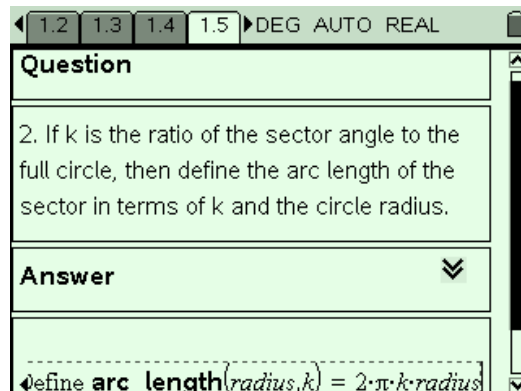 1.2 1.3 1.4 1.5 DEG AUTO REAL
Question
2. If k is the ratio of the sector angle to the
full circle, then define the arc length of the
sector in terms of k and the circle radius.
Answer
Define arc_length(radius,k) = 2·π·k·radius